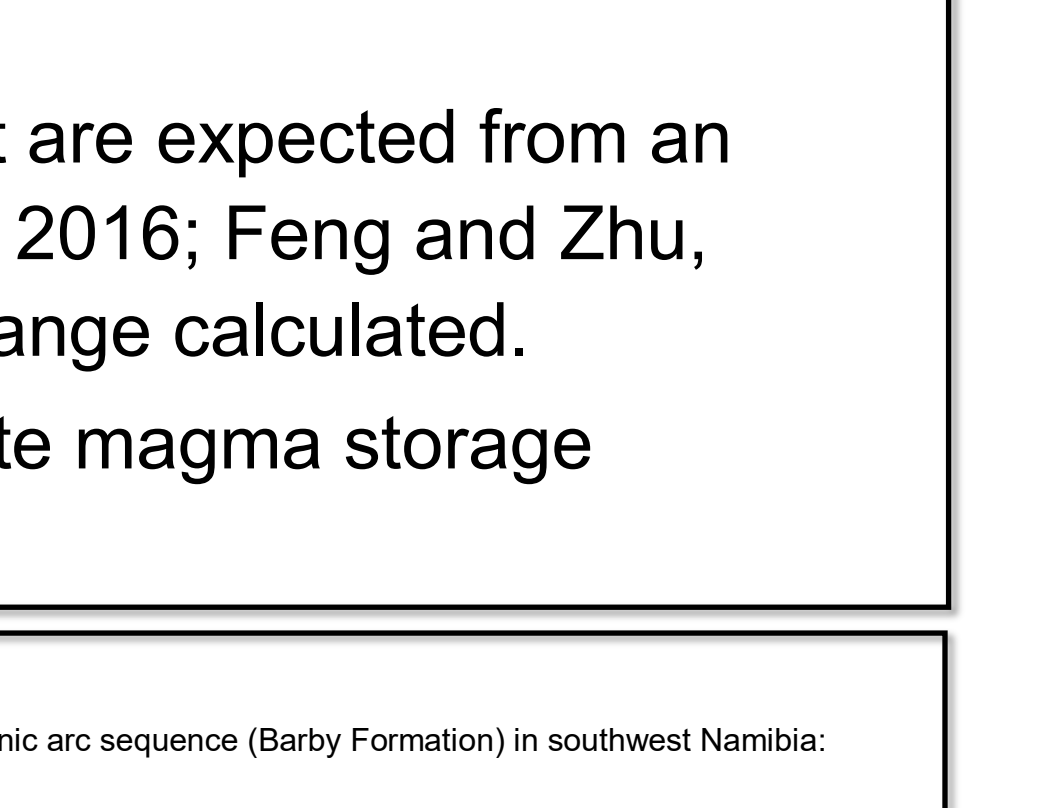 are expected from an
2016; Feng and Zhu,
ange calculated.
te magma storage
nic arc sequence (Barby Formation) in southwest Namibia: